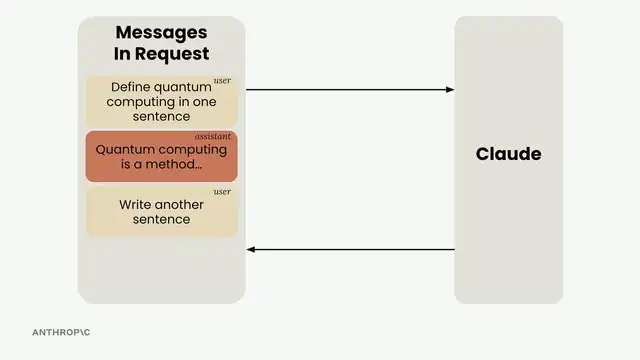 Messages
In Request
user
Define quantum
computing in one
sentence
assistant
Quantum computing
is a method...
user
Write another
sentence
Claude
ANTHROP\C